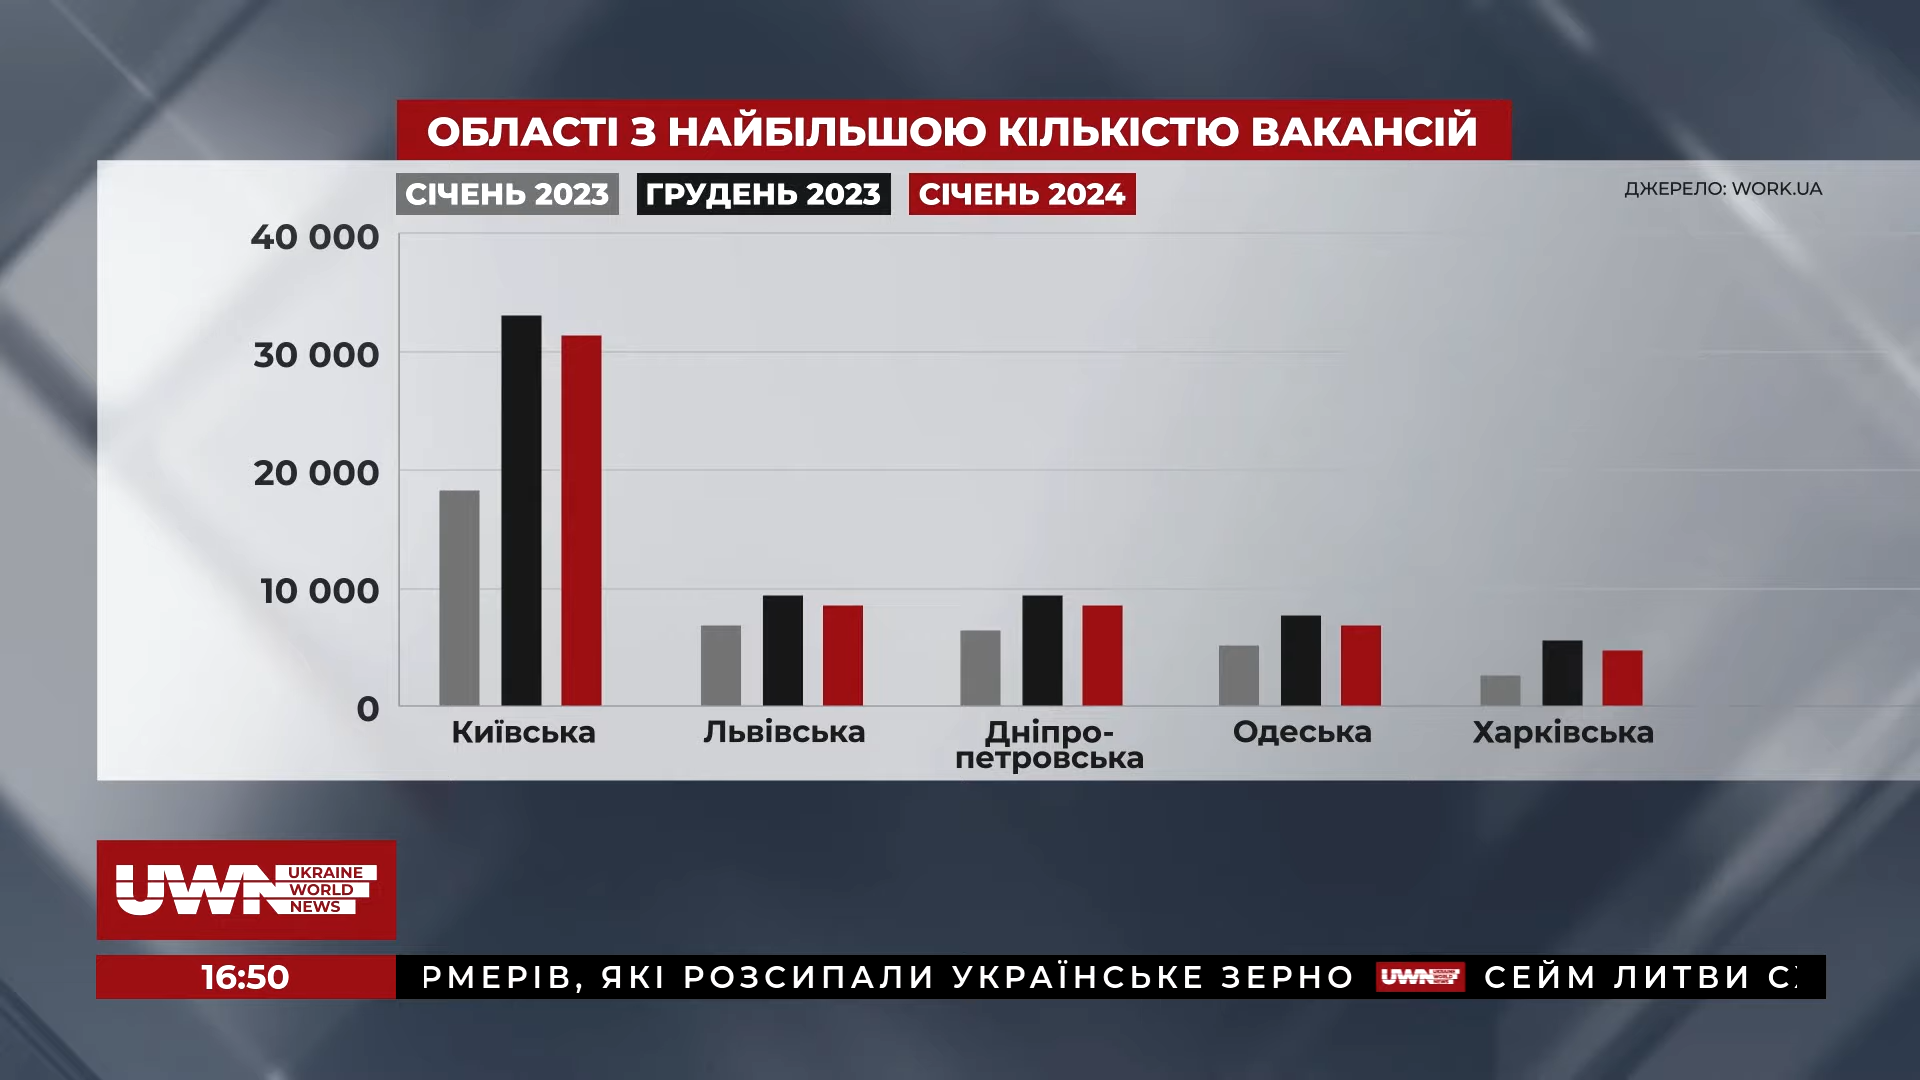 ОБЛАСТІ З НАЙБІЛЬШОЮ КІЛЬКІСТЮ ВАКАНСІЙ
СІЧЕНЬ 2023 ГРУДЕНЬ 2023 СІЧЕНЬ 2024
ДЖЕРЕЛО: WORK.UA
40 000
30 000
20 000
10 000
0
Київська Львівська Дніпро-
петровська Одеська Харківська
UWN UKRAINE
WORLD
NEWS
16:50
РМЕРІВ, ЯКІ РОЗСИПАЛИ УКРАЇНСЬКЕ ЗЕРНО UWN СЕЙМ ЛИТВИ